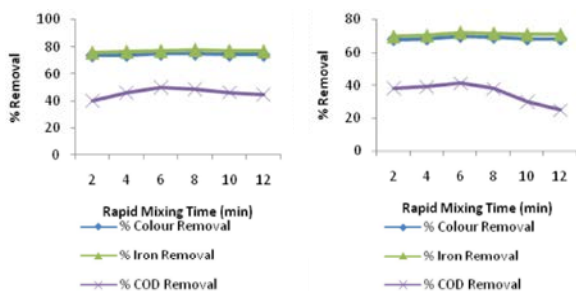 100
80
60
40
20
0
% Removal
2 4 6 8 10 12
Rapid Mixing Time (min)
% Colour Removal
% Iron Removal
% COD Removal
80
60
40
20
0
% Removal
2 4 6 8 10 12
Rapid Mixing Time (min)
% Colour Removal
% Iron Removal
% COD Removal